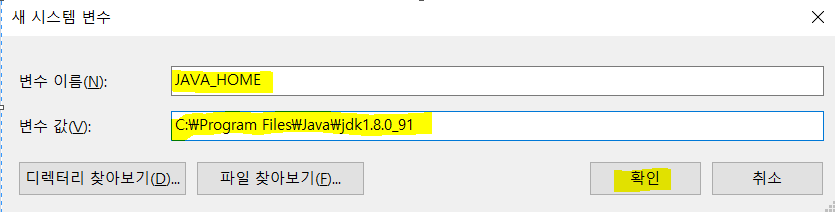 새 시스템 변수
변수 이름(N): JAVA_HOME
변수 값(V): C:₩Program Files₩Java₩jdk1.8.0_91
디렉터리 찾아보기(D)... 파일 찾아보기(F)... 확인 취소